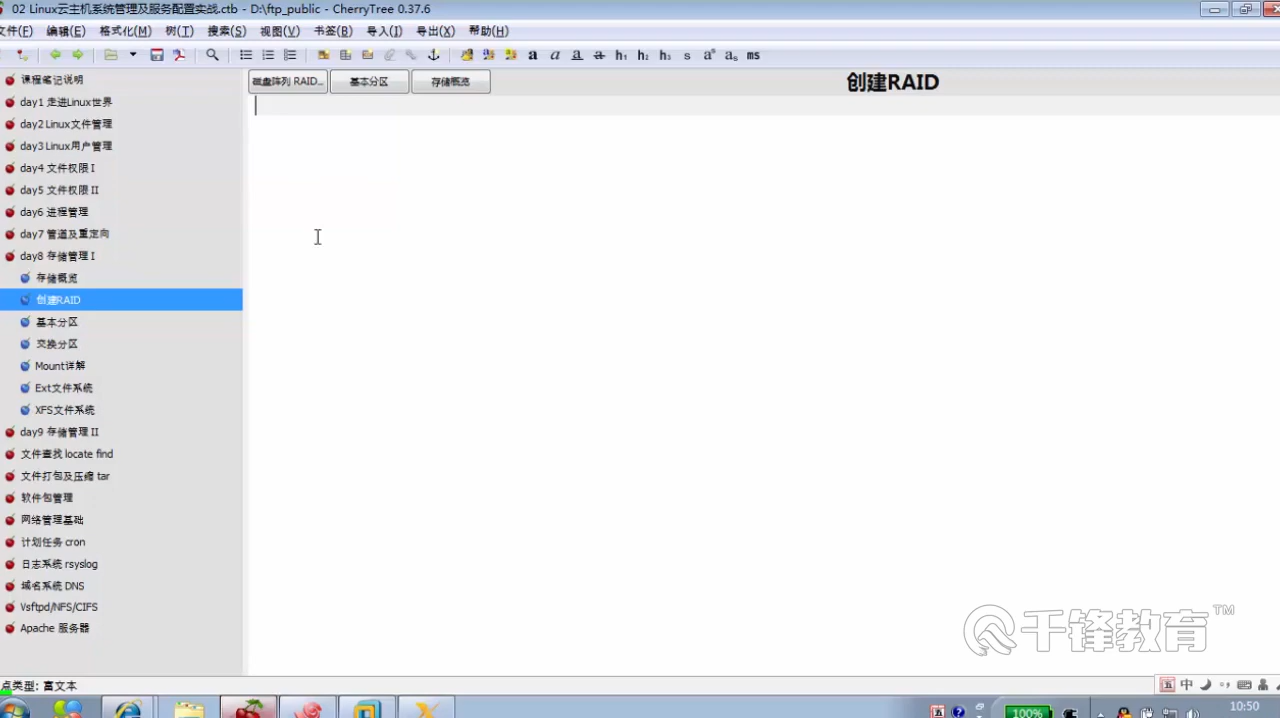 02 Linux云主机系统管理及服务配置实战.ctb - D:\ftp_public - CherryTree 0.37.6
文件(F) 编辑(E) 格式化(M) 树(T) 搜索(S) 视图(V) 书签(B) 导入(I) 导出(X) 帮助(H)
a a a a h₁ h₂ h₃ s aˢ aₛ ms
课程笔记说明
day1 走进Linux世界
day2 Linux文件管理
day3 Linux用户管理
day4 文件权限 I
day5 文件权限 II
day6 进程管理
day7 管道及重定向
day8 存储管理 I
存储概览
创建RAID
基本分区
交换分区
Mount详解
Ext文件系统
XFS文件系统
day9 存储管理 II
文件查找 locate find
文件打包及压缩 tar
软件包管理
网络管理基础
计划任务 cron
日志系统 rsyslog
域名系统 DNS
Vsftpd/NFS/CIFS
Apache 服务器
磁盘阵列 RAID... 基本分区 存储概览
创建RAID
千锋教育™
点类型: 富文本
五 中
五 100% 10:50